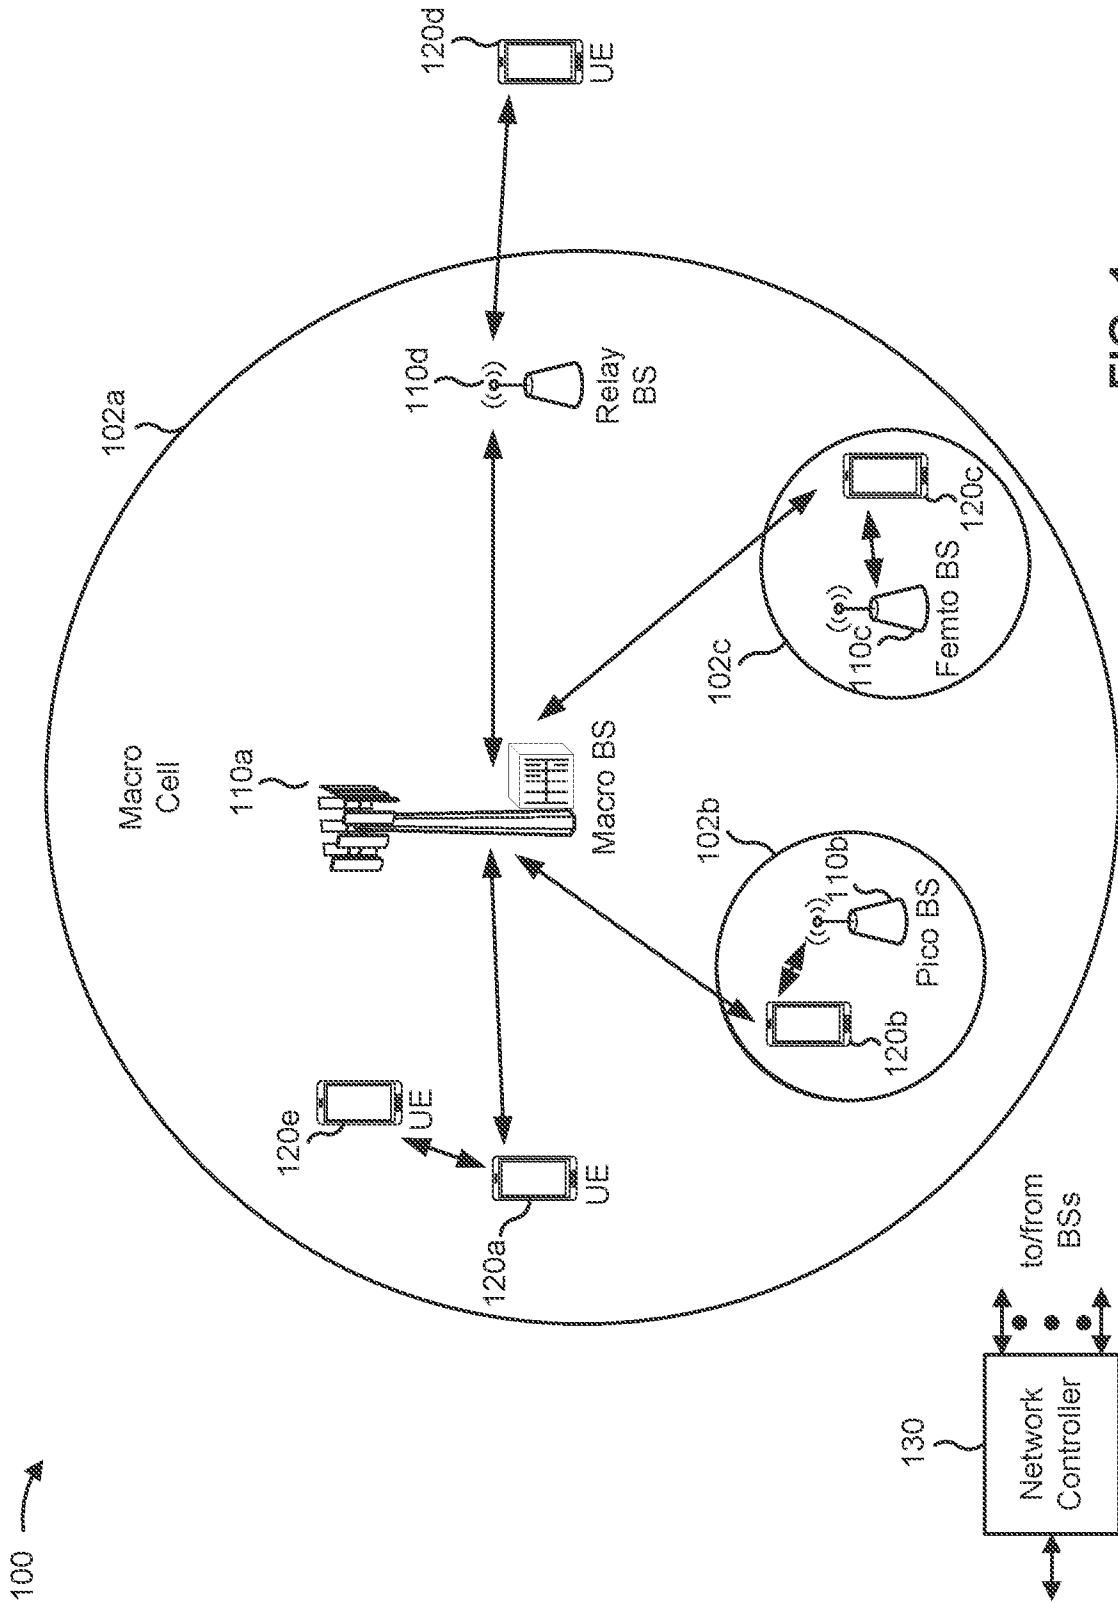 100
102a
Macro
Cell
110a
120d
UE
120e
UE
110d
Relay
BS
120a
UE
Macro BS
102b
102c
110b
Pico BS
120b
110c
Femto BS
120c
130
Network
Controller
to/from
BSs